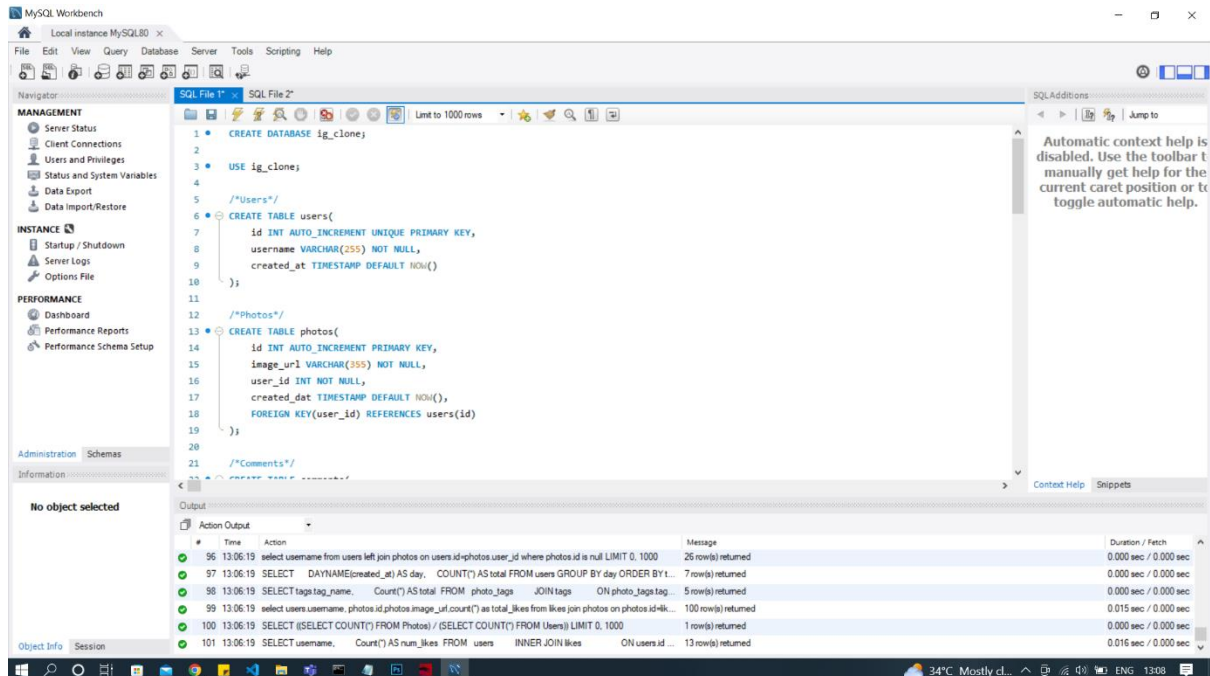 MySQL Workbench
Local instance MySQL80 ×
File Edit View Query Database Server Tools Scripting Help
Navigator
MANAGEMENT
Server Status
Client Connections
Users and Privileges
Status and System Variables
Data Export
Data Import/Restore
INSTANCE
Startup / Shutdown
Server Logs
Options File
PERFORMANCE
Dashboard
Performance Reports
Performance Schema Setup
Administration Schemas
Information
No object selected
Object Info Session
SQL File 1* × SQL File 2*
Limit to 1000 rows
1 CREATE DATABASE ig_clone;
2
3 USE ig_clone;
4
5 /*Users*/
6 CREATE TABLE users(
7 id INT AUTO_INCREMENT UNIQUE PRIMARY KEY,
8 username VARCHAR(255) NOT NULL,
9 created_at TIMESTAMP DEFAULT NOW()
10 );
11
12 /*Photos*/
13 CREATE TABLE photos(
14 id INT AUTO_INCREMENT PRIMARY KEY,
15 image_url VARCHAR(355) NOT NULL,
16 user_id INT NOT NULL,
17 created_dat TIMESTAMP DEFAULT NOW(),
18 FOREIGN KEY(user_id) REFERENCES users(id)
19 );
20
21 /*Comments*/
SQLAdditions
Jump to
Automatic context help is
disabled. Use the toolbar t
manually get help for the
current caret position or to
toggle automatic help.
Context Help Snippets
Output
Action Output
# Time Action Message Duration / Fetch
96 13:06:19 select username from users left join photos on users.id=photos.user_id where photos.id is null LIMIT 0, 1000 26 row(s) returned 0.000 sec / 0.000 sec
97 13:06:19 SELECT DAYNAME(created_at) AS day, COUNT(*) AS total FROM users GROUP BY day ORDER BY t... 7 row(s) returned 0.000 sec / 0.000 sec
98 13:06:19 SELECT tags.tag_name, Count(*) AS total FROM photo_tags JOIN tags ON photo_tags.tag... 5 row(s) returned 0.000 sec / 0.000 sec
99 13:06:19 select users.username, photos.id,photos.image_url,count(*) as total_likes from likes join photos on photos.id=lik... 100 row(s) returned 0.015 sec / 0.000 sec
100 13:06:19 SELECT ((SELECT COUNT(*) FROM Photos) / (SELECT COUNT(*) FROM Users)) LIMIT 0, 1000 1 row(s) returned 0.000 sec / 0.000 sec
101 13:06:19 SELECT username, Count(*) AS num_likes FROM users INNER JOIN likes ON users.id ... 13 row(s) returned 0.016 sec / 0.000 sec
34°C Mostly cl... ENG 13:08